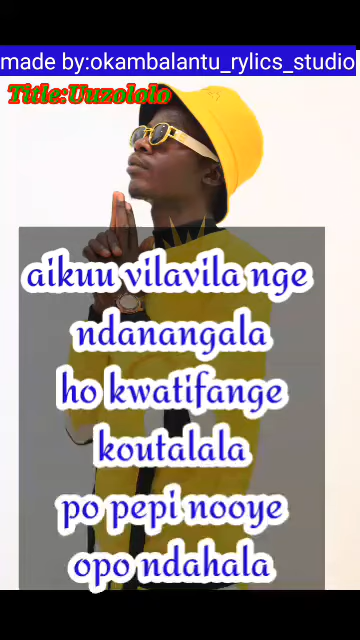 made by:okambalantu_rylics_studio
Title:Uuzololo
aikuu vilavila nge
ndanangala
ho kwatifange
koutalala
po pepi nooye
opo ndahala